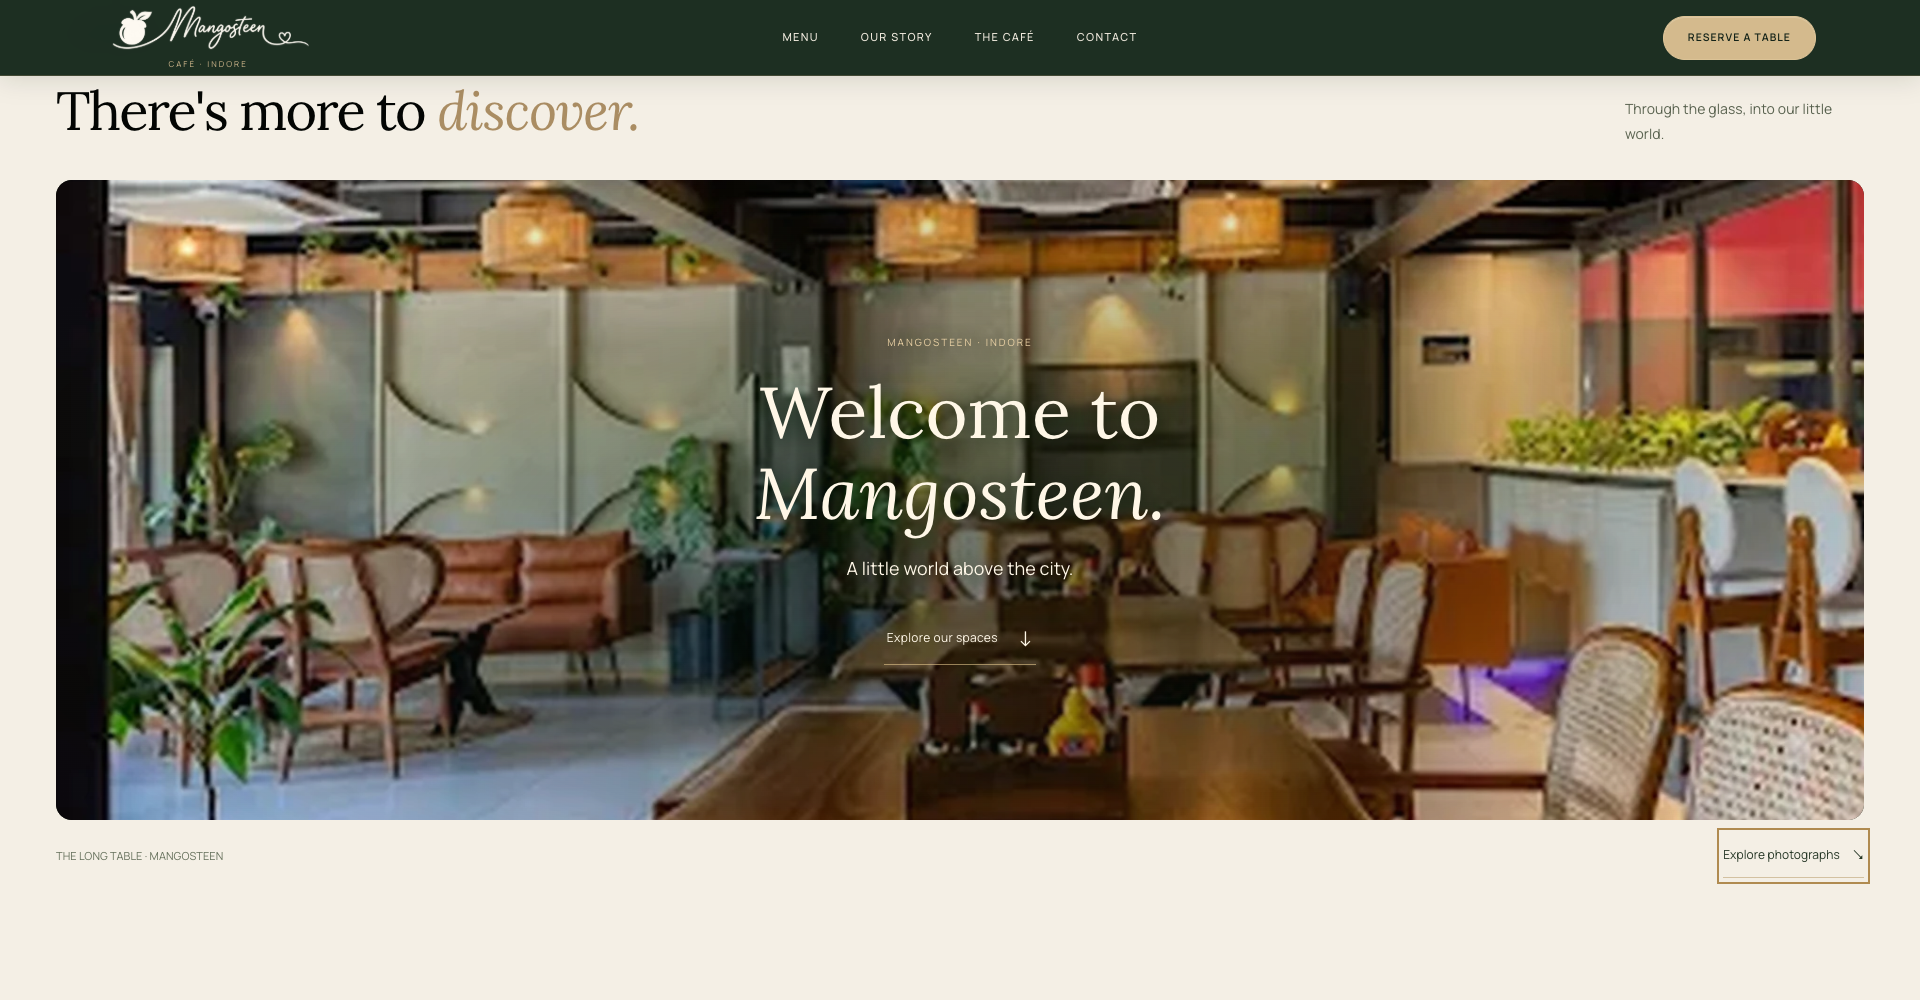 Mangosteen
CAFÉ · INDORE
MENU
OUR STORY
THE CAFÉ
CONTACT
RESERVE A TABLE
There's more to discover.
Through the glass, into our little
world.
MANGOSTEEN · INDORE
Welcome to
Mangosteen.
A little world above the city.
Explore our spaces ↓
THE LONG TABLE · MANGOSTEEN
Explore photographs ↘